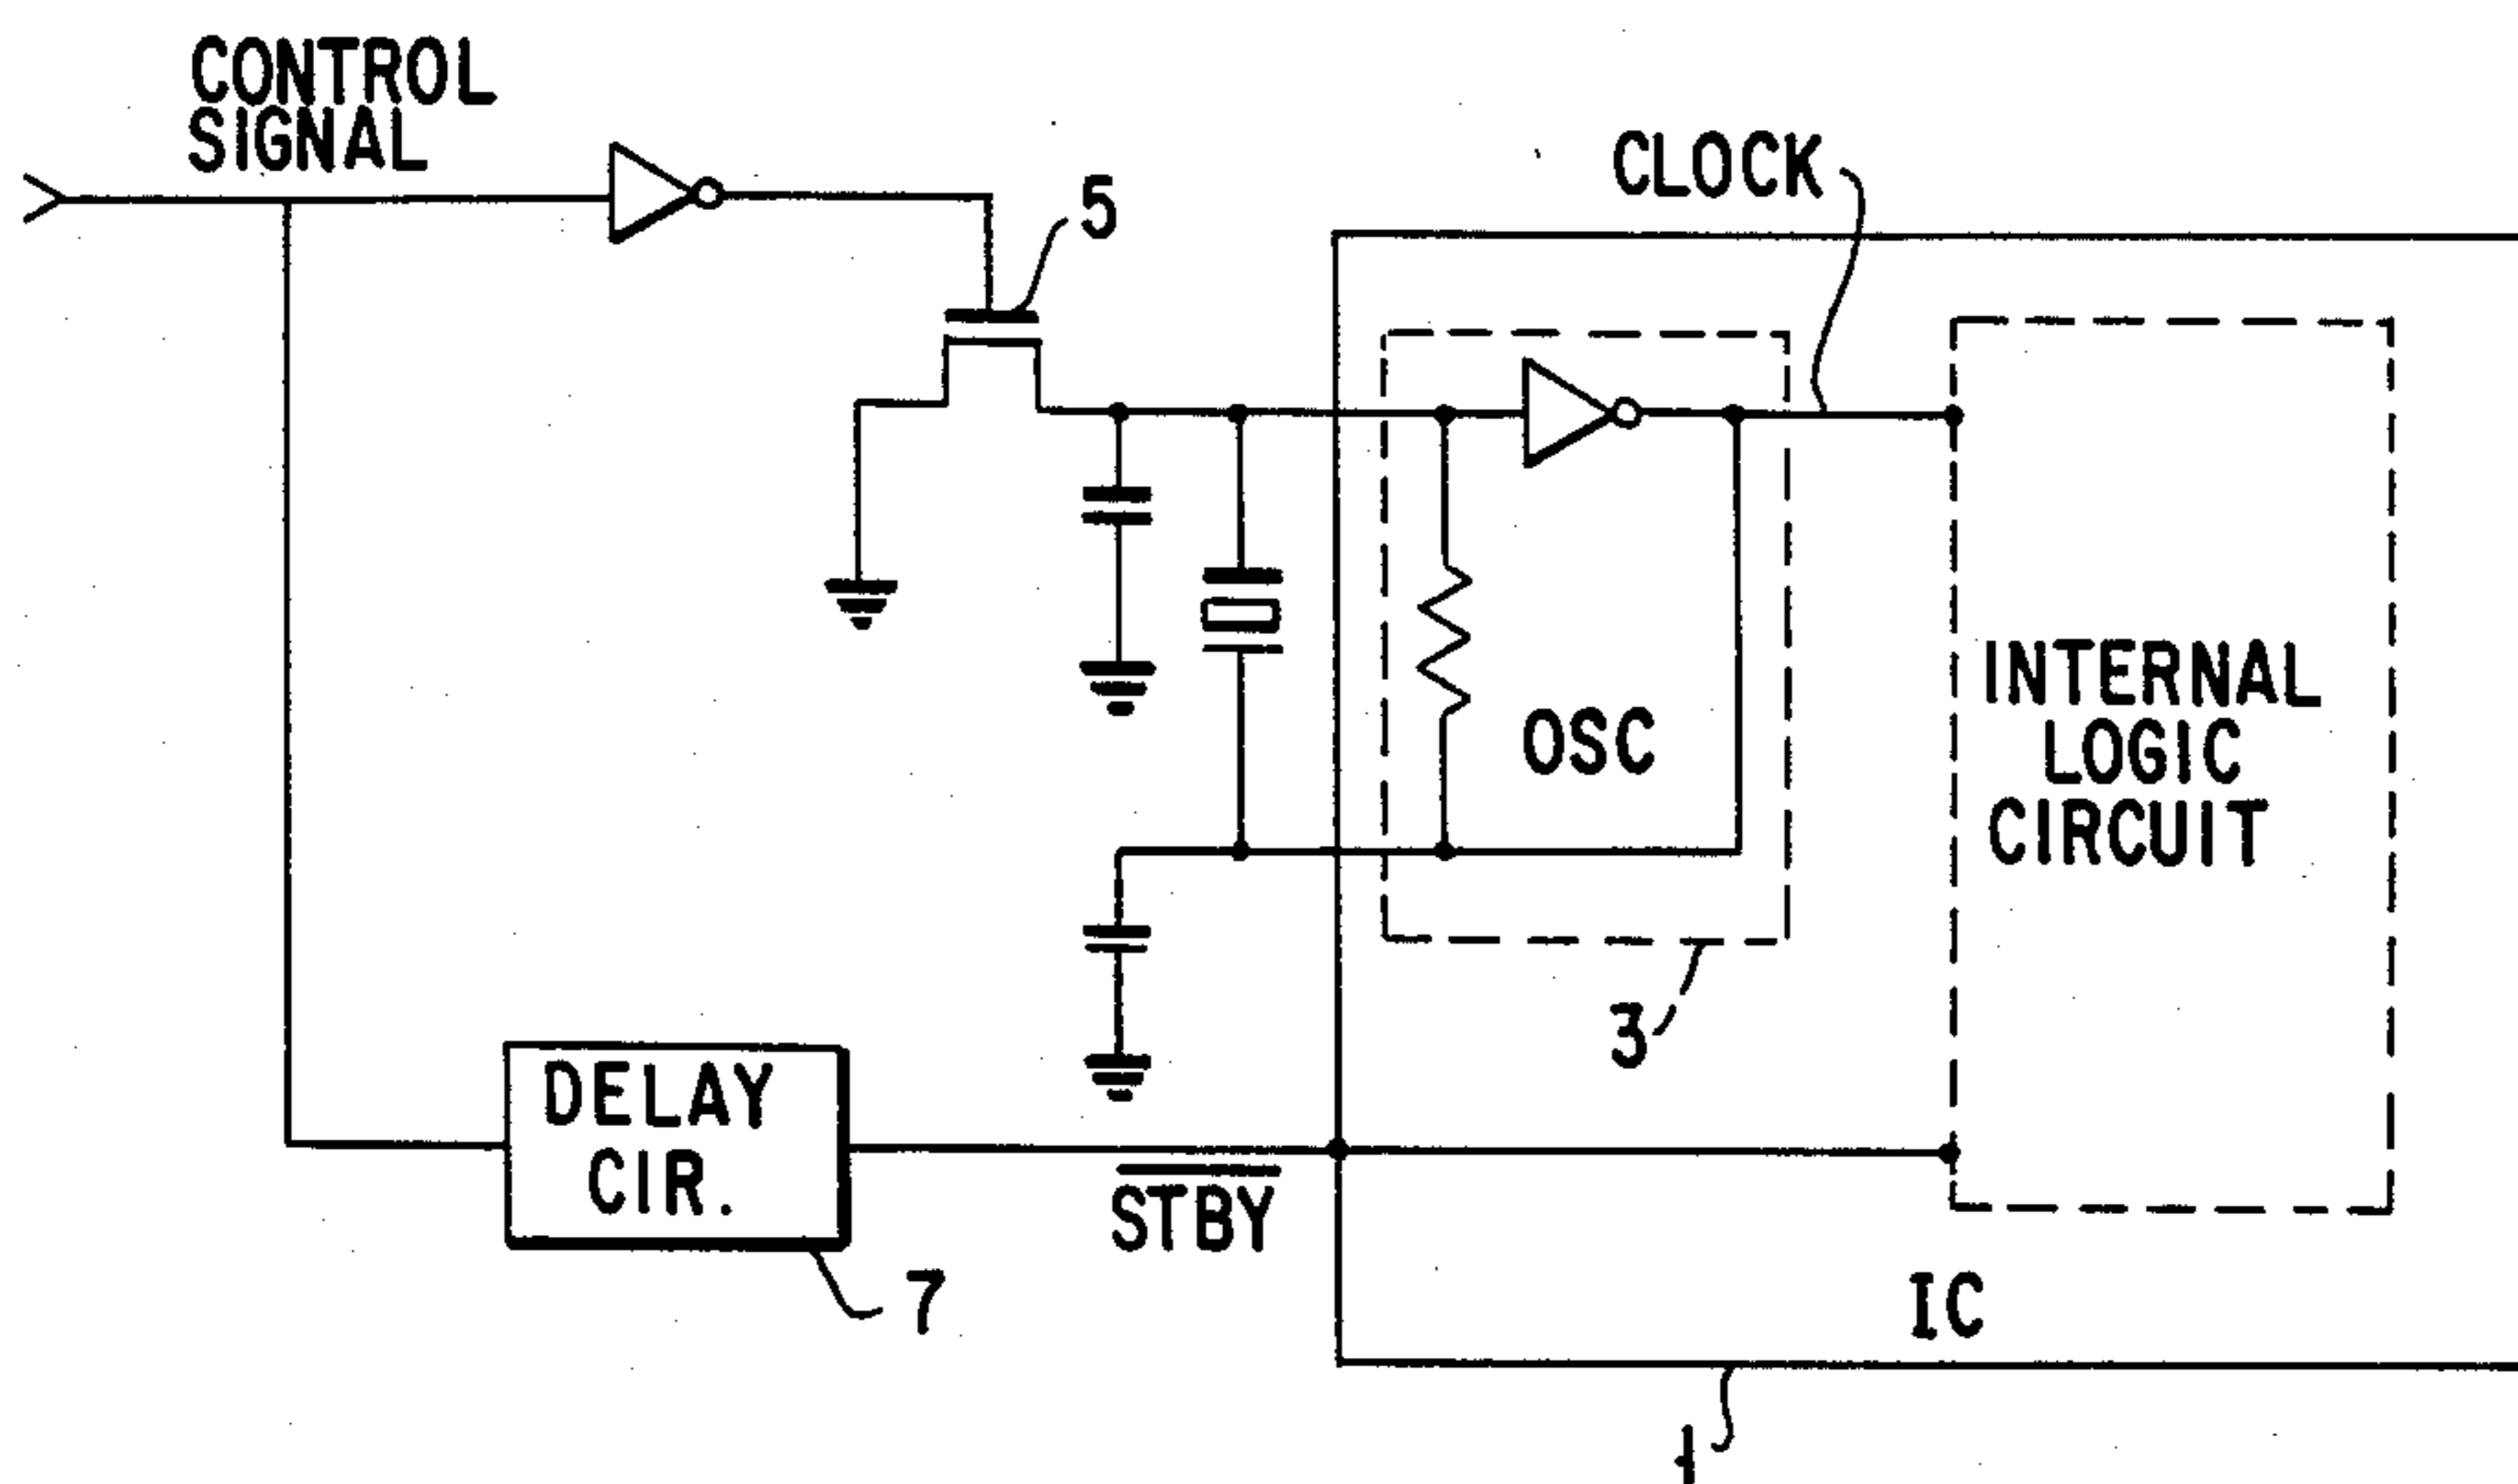 CONTROL
SIGNAL
5
CLOCK
OSC
INTERNAL
LOGIC
CIRCUIT
3
DELAY
CIR.
STBY
7
IC
1